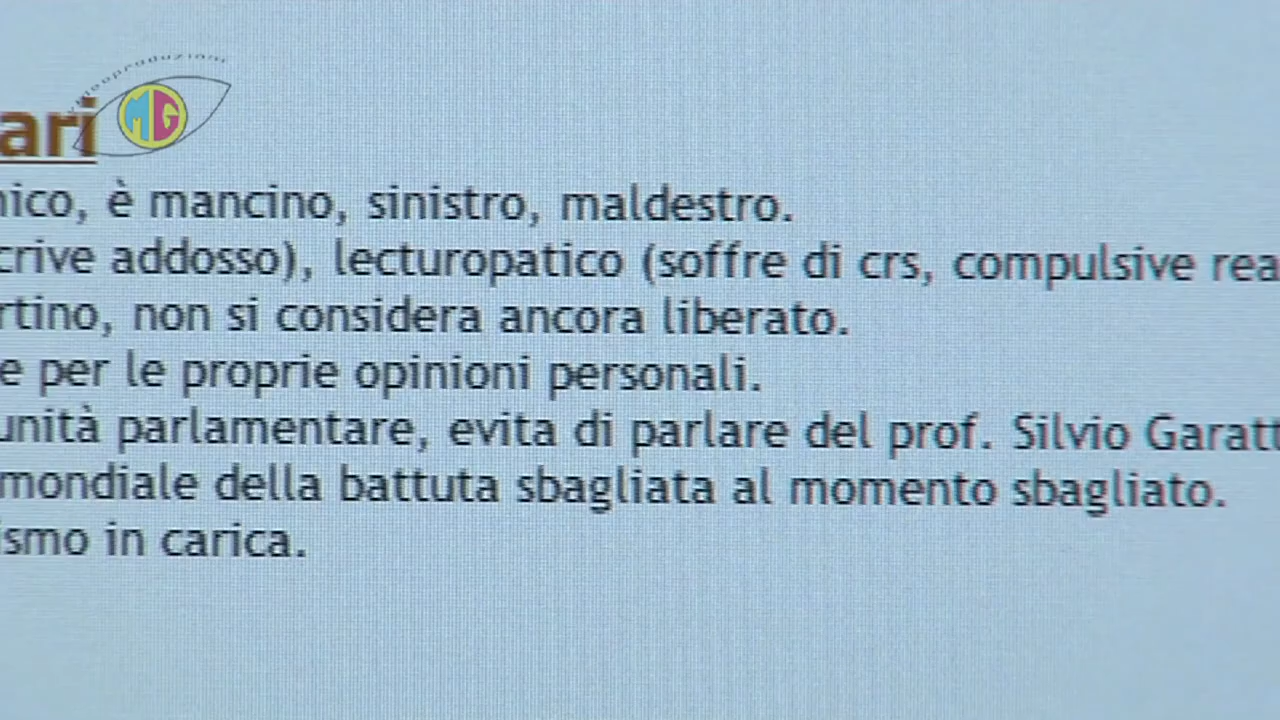 videoproduzioni
MG
ari
nico, è mancino, sinistro, maldestro.
crive addosso), lecturopatico (soffre di crs, compulsive rea
rtino, non si considera ancora liberato.
e per le proprie opinioni personali.
unità parlamentare, evita di parlare del prof. Silvio Garatt
mondiale della battuta sbagliata al momento sbagliato.
ismo in carica.